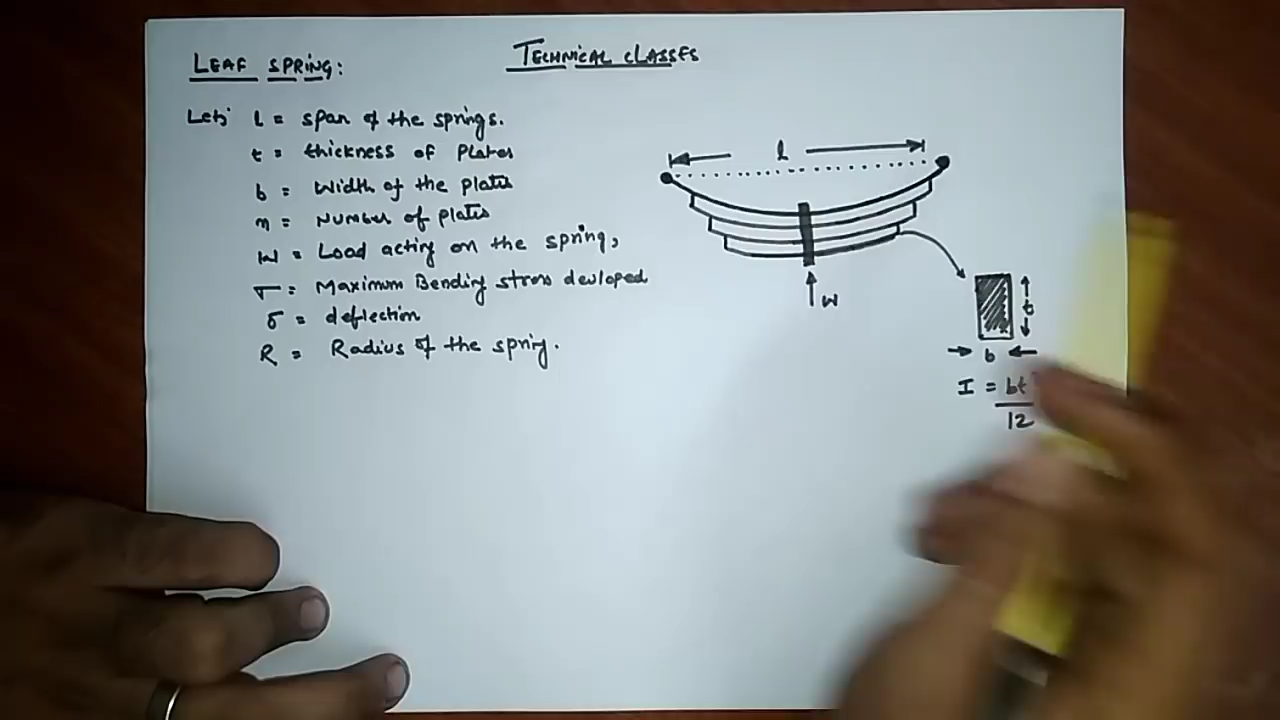 LEAF SPRING:
TECHNICAL CLASSES
Lets l = span of the springs.
t = thickness of Plates
b = Width of the plates
n = Number of plates
W = Load acting on the spring,
σ = Maximum Bending stress devloped
δ = deflection
R = Radius of the spring.
l
W
t
b
I = bt
12